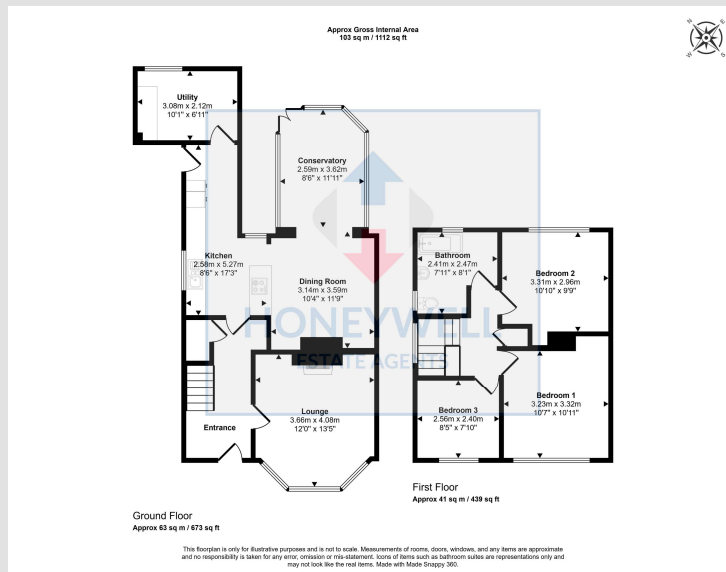 Approx Gross Internal Area
103 sq m / 1112 sq ft
N
E
S
W
Utility
3.08m x 2.12m
10'1" x 6'11"
Conservatory
2.59m x 3.62m
8'6" x 11'11"
Kitchen
2.58m x 5.27m
8'6" x 17'3"
Dining Room
3.14m x 3.59m
10'4" x 11'9"
Bathroom
2.41m x 2.47m
7'11" x 8'1"
Bedroom 2
3.31m x 2.96m
10'10" x 9'9"
HONEYWELL
ESTATE AGENTS
Lounge
3.66m x 4.08m
12'0" x 13'5"
Entrance
Bedroom 1
3.23m x 3.32m
10'7" x 10'11"
Bedroom 3
2.56m x 2.40m
8'5" x 7'10"
First Floor
Approx 41 sq m / 439 sq ft
Ground Floor
Approx 63 sq m / 673 sq ft
This floorplan is only for illustrative purposes and is not to scale. Measurements of rooms, doors, windows, and any items are approximate
and no responsibility is taken for any error, omission or mis-statement. Icons of items such as bathroom suites are representations only and
may not look like the real items. Made with Made Snappy 360.